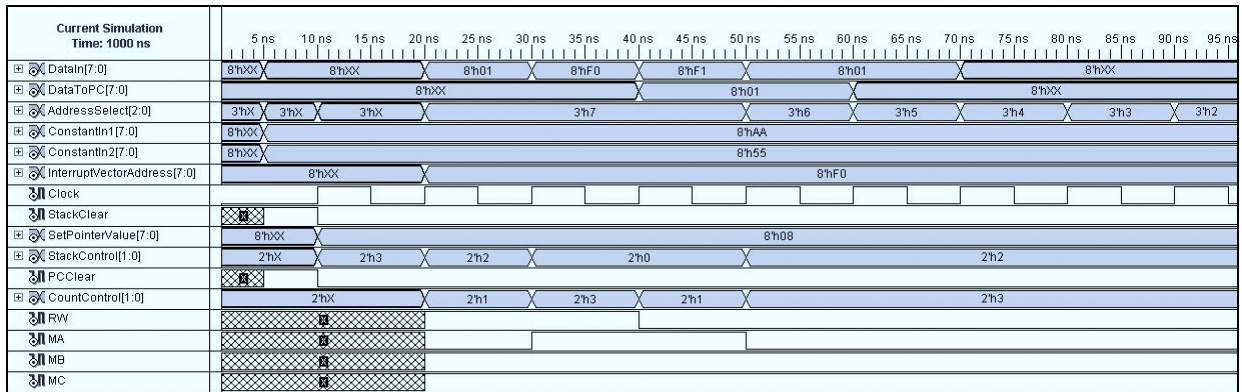 Current Simulation
Time: 1000 ns
5 ns 10 ns 15 ns 20 ns 25 ns 30 ns 35 ns 40 ns 45 ns 50 ns 55 ns 60 ns 65 ns 70 ns 75 ns 80 ns 85 ns 90 ns 95 ns
DataIn[7:0] 8'hXX 8'hXX 8'h01 8'hF0 8'hF1 8'h01 8'hXX
DataToPC[7:0] 8'hXX 8'h01 8'hXX
AddressSelect[2:0] 3'hX 3'hX 3'hX 3'h7 3'h6 3'h5 3'h4 3'h3 3'h2
ConstantIn1[7:0] 8'hXX 8'hAA
ConstantIn2[7:0] 8'hXX 8'h55
InterruptVectorAddress[7:0] 8'hXX 8'hF0
Clock
StackClear X
SetPointerValue[7:0] 8'hXX 8'h08
StackControl[1:0] 2'hX 2'h3 2'h2 2'h0 2'h2
PCClear X
CountControl[1:0] 2'hX 2'h1 2'h3 2'h1 2'h3
RW X
MA X
MB X
MC X